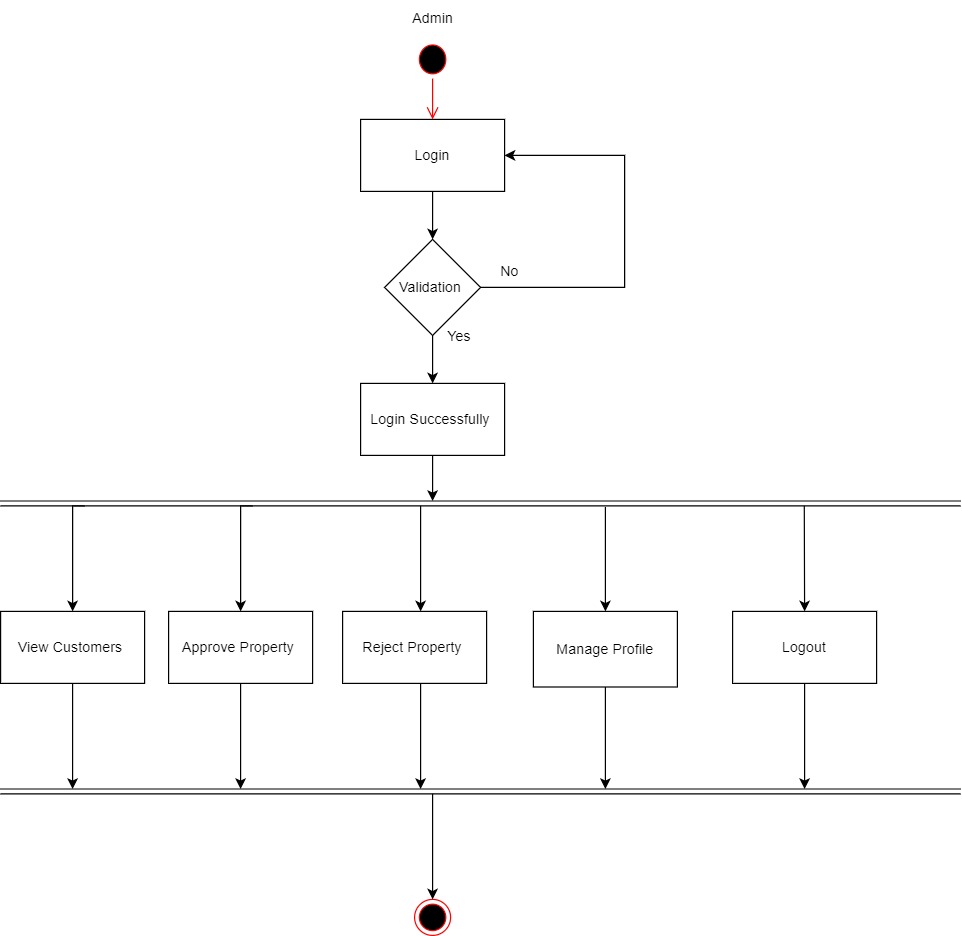 Admin
Login
No
Validation
Yes
Login Successfully
View Customers
Approve Property
Reject Property
Manage Profile
Logout